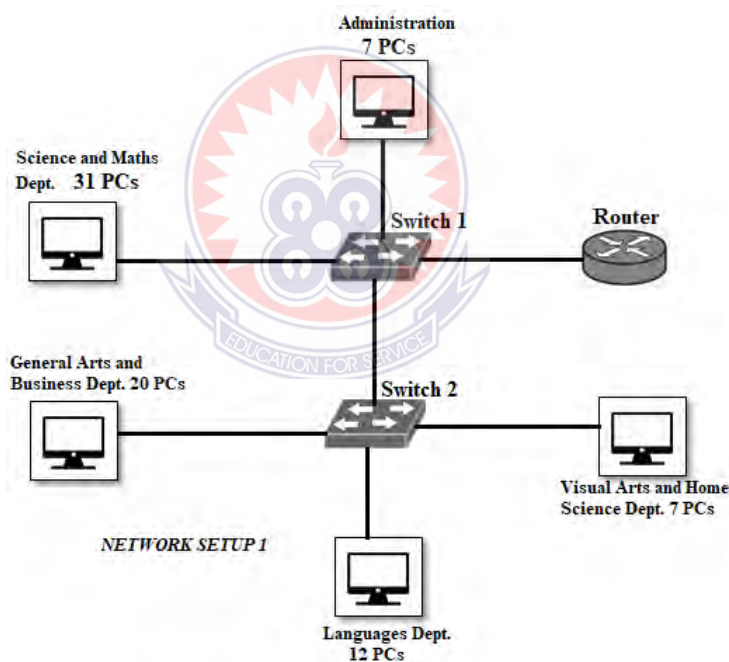 Administration
7 PCs
Science and Maths
Dept. 31 PCs
Switch 1
Router
EDUCATION FOR SERVICE
General Arts and
Business Dept. 20 PCs
Switch 2
Visual Arts and Home
Science Dept. 7 PCs
NETWORK SETUP 1
Languages Dept.
12 PCs